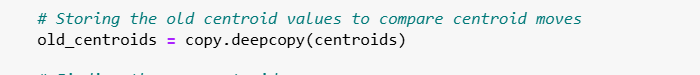 # Storing the old centroid values to compare centroid moves
old_centroids = copy.deepcopy(centroids)